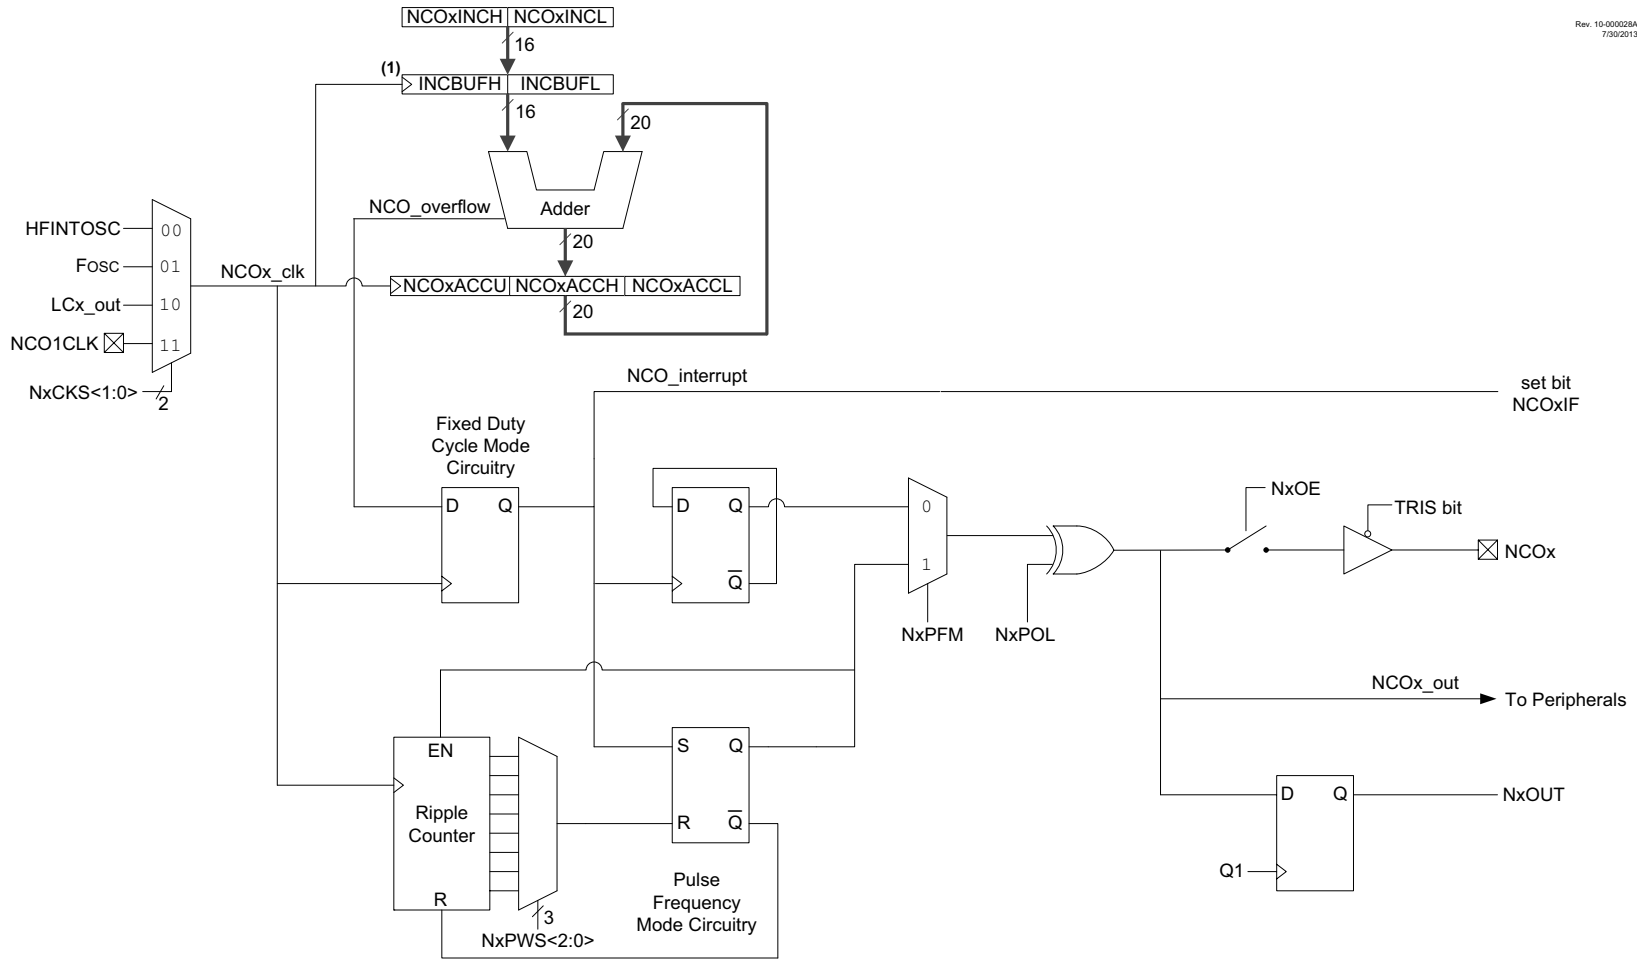 Rev. 10-000028A
7/30/2013
NCOxINCH NCOxINCL
16
(1)
INCBUFH INCBUFL
16
20
NCO_overflow
Adder
20
HFINTOSC
00
FOSC
01
LCx_out
10
NCO1CLK
11
NxCKS<1:0>
2
NCOx_clk
NCOxACCU NCOxACCH NCOxACCL
20
NCO_interrupt
set bit
NCOxIF
Fixed Duty
Cycle Mode
Circuitry
D Q
D Q
Q
0
1
NxPFM
NxPOL
NxOE
TRIS bit
NCOx
NCOx_out
To Peripherals
EN
Ripple
Counter
R
3
NxPWS<2:0>
S Q
R Q
Pulse
Frequency
Mode Circuitry
D Q
NxOUT
Q1